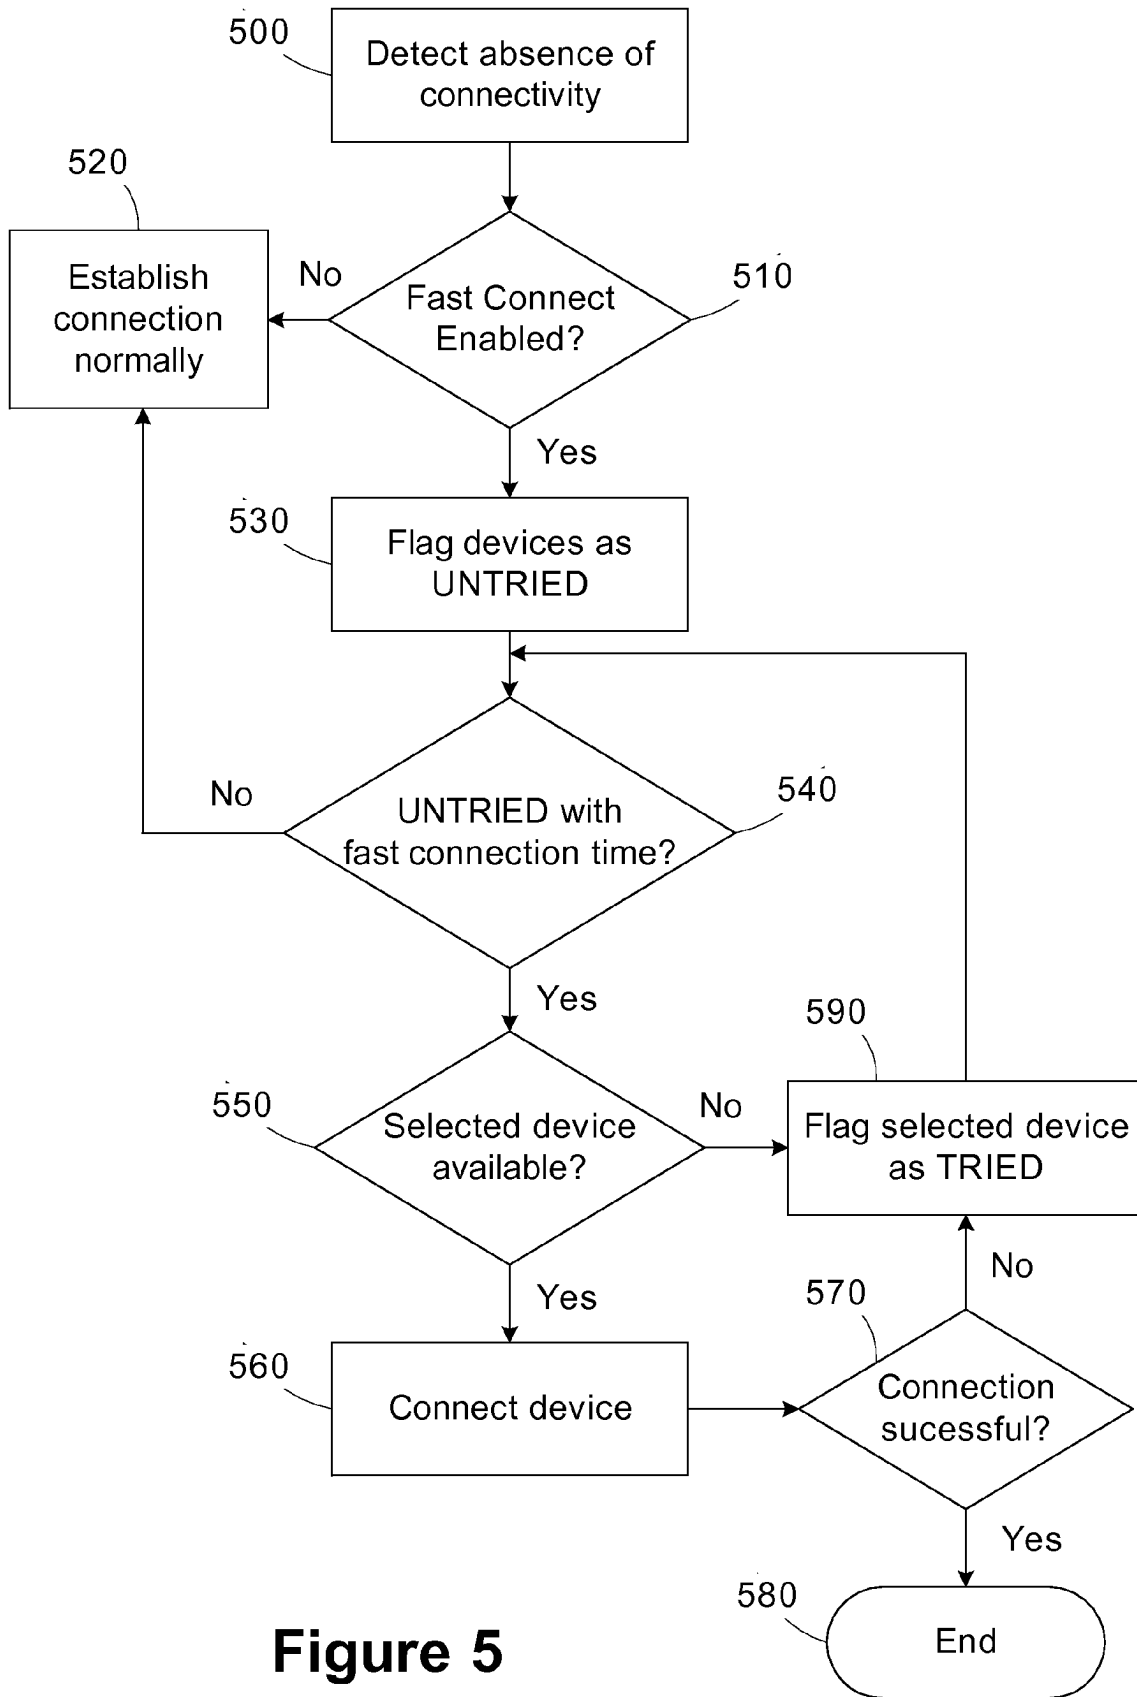 500
Detect absence of
connectivity
520
Establish
connection
normally
No
Fast Connect
Enabled?
510
Yes
530
Flag devices as
UNTRIED
No
UNTRIED with
fast connection time?
540
Yes
550
Selected device
available?
No
590
Flag selected device
as TRIED
Yes
No
560
Connect device
570
Connection
sucessful?
Yes
580
End
Figure 5